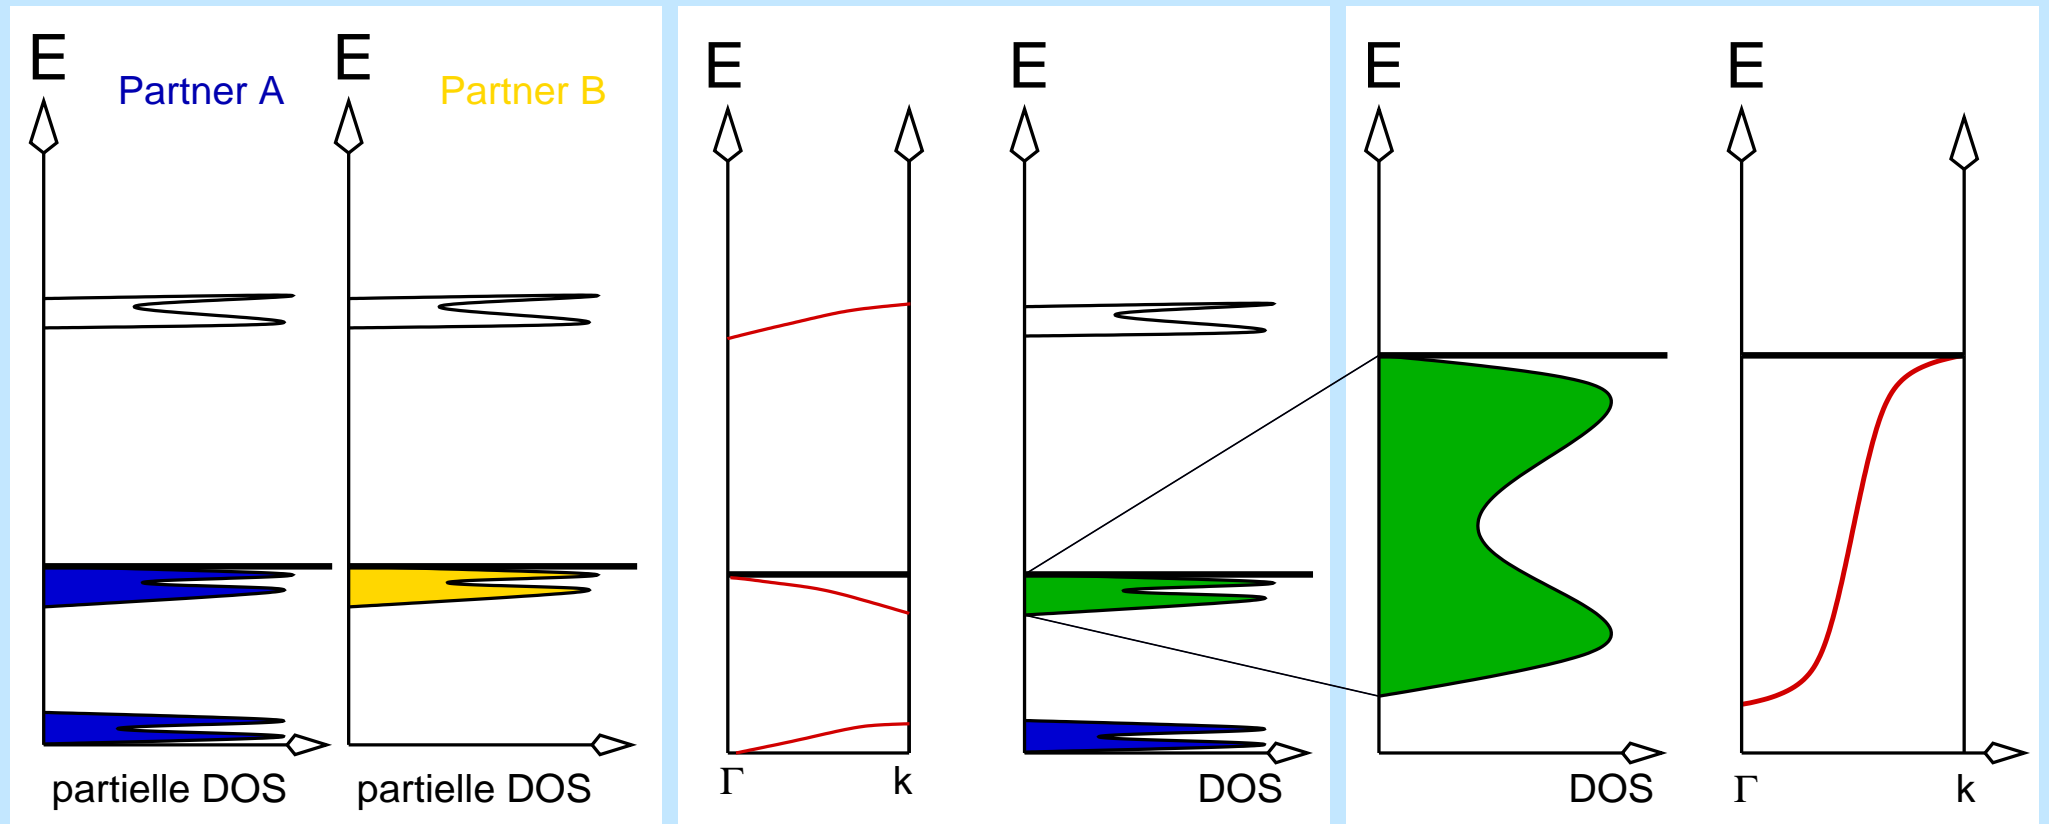 E
Partner A
E
Partner B
partielle DOS
partielle DOS
E
E
Γ
k
DOS
E
E
DOS
Γ
k